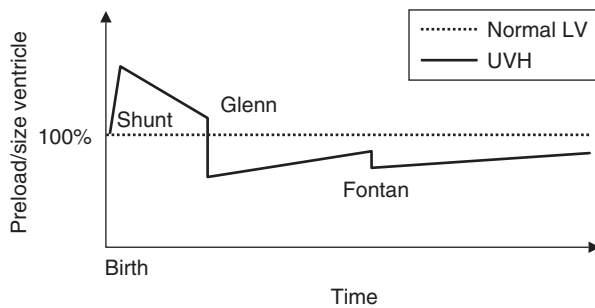 Normal LV
UVH
Preload/size ventricle
100%
Shunt
Glenn
Fontan
Birth
Time